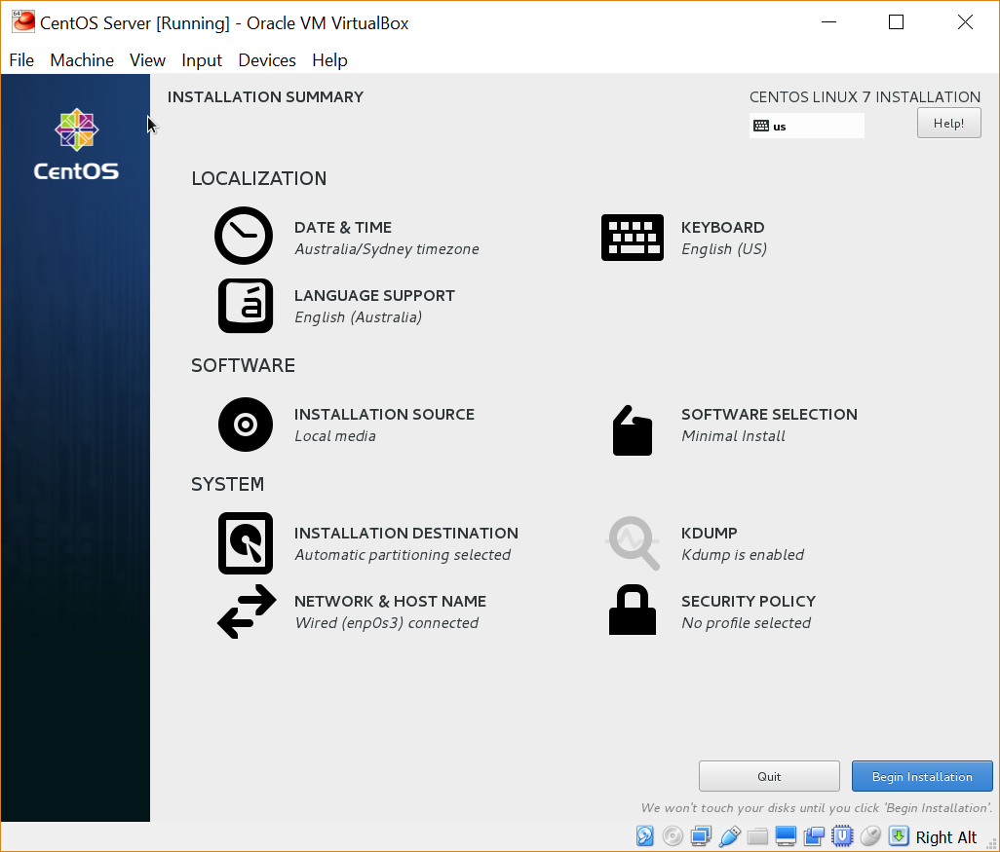 CentOS Server [Running] - Oracle VM VirtualBox
File Machine View Input Devices Help
INSTALLATION SUMMARY
CENTOS LINUX 7 INSTALLATION
us
Help!
CentOS
LOCALIZATION
DATE & TIME
Australia/Sydney timezone
KEYBOARD
English (US)
LANGUAGE SUPPORT
English (Australia)
SOFTWARE
INSTALLATION SOURCE
Local media
SOFTWARE SELECTION
Minimal Install
SYSTEM
INSTALLATION DESTINATION
Automatic partitioning selected
KDUMP
Kdump is enabled
NETWORK & HOST NAME
Wired (enp0s3) connected
SECURITY POLICY
No profile selected
Quit
Begin Installation
We won't touch your disks until you click 'Begin Installation'.
Right Alt